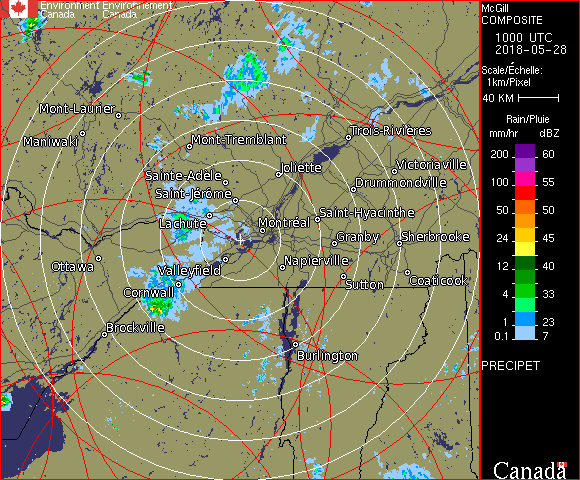 Environment Environnement
Canada Canada
McGill
COMPOSITE
1000 UTC
2018-05-28
Scale/Échelle:
1km/Pixel
40 KM
Rain/Pluie
mm/hr dBZ
200 60
150 57
100 55
50 50
24 45
12 40
4 33
1 23
0.1 7
PRECIPET
Canada
Mont-Laurier
Maniwaki
Mont-Tremblant
Trois-Rivières
Victoriaville
Joliette
Sainte-Adèle
Drummondville
Saint-Jérôme
Saint-Hyacinthe
Lachute
Montréal
Granby
Sherbrooke
Ottawa
Valleyfield
Napierville
Sutton
Coaticook
Cornwall
Brockville
Burlington